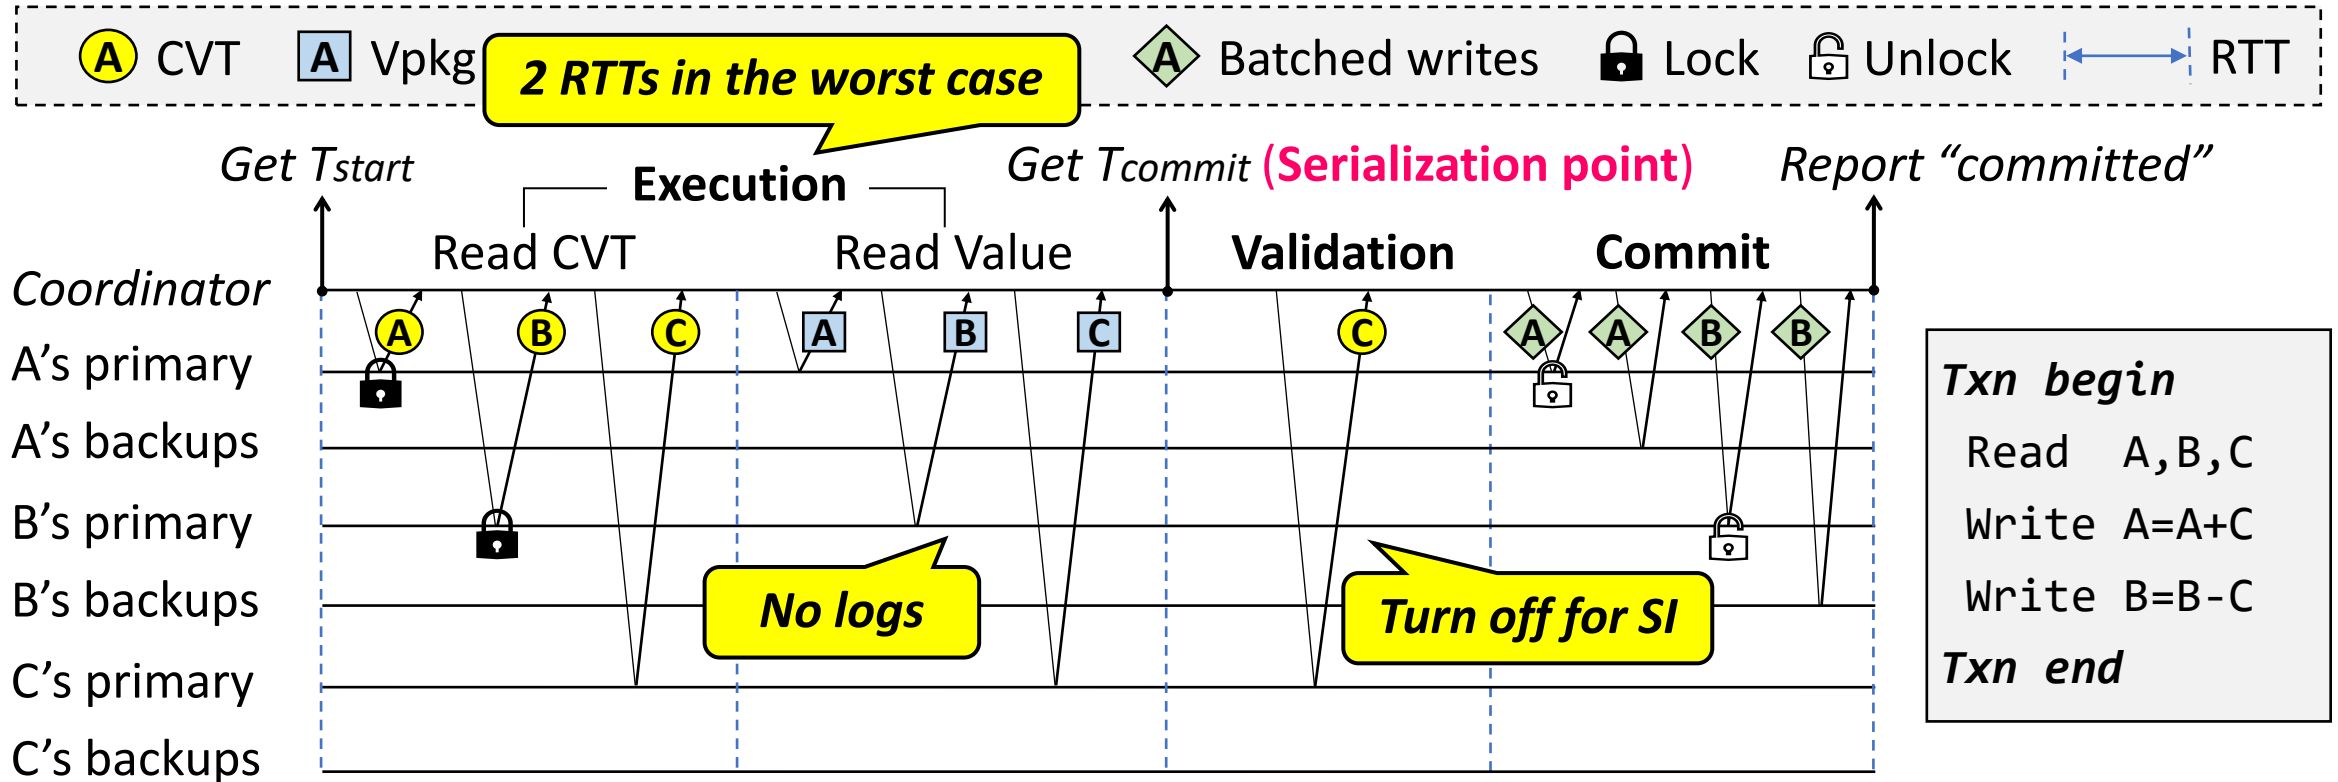 A CVT A Vpkg 2 RTTs in the worst case A Batched writes Lock Unlock RTT
Get Tstart Execution Get Tcommit (Serialization point) Report “committed”
Read CVT Read Value Validation Commit
Coordinator
A B C A B C C A A B B
A’s primary
A’s backups
B’s primary
B’s backups
C’s primary
C’s backups
No logs
Turn off for SI
Txn begin
Read A,B,C
Write A=A+C
Write B=B-C
Txn end